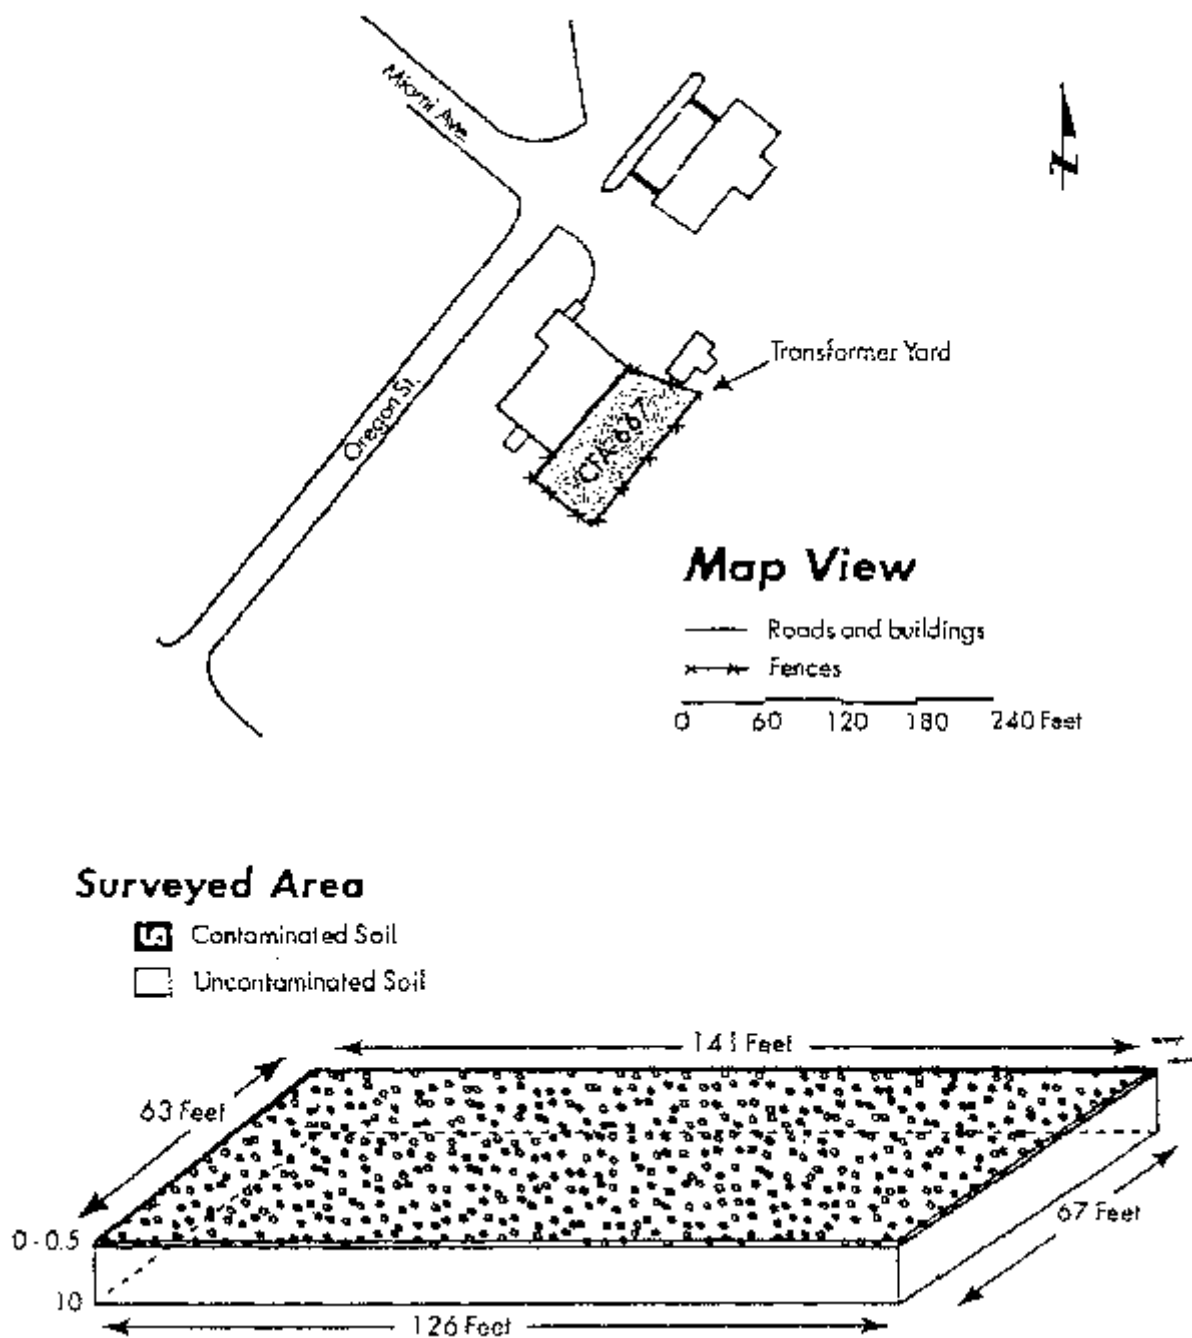 Miami Ave.
Oregon St.
Transformer Yard
CFA-667
Map View
Roads and buildings
Fences
0 60 120 180 240 Feet
Surveyed Area
Contaminated Soil
Uncontaminated Soil
141 Feet
63 Feet
67 Feet
0 - 0.5
10
126 Feet